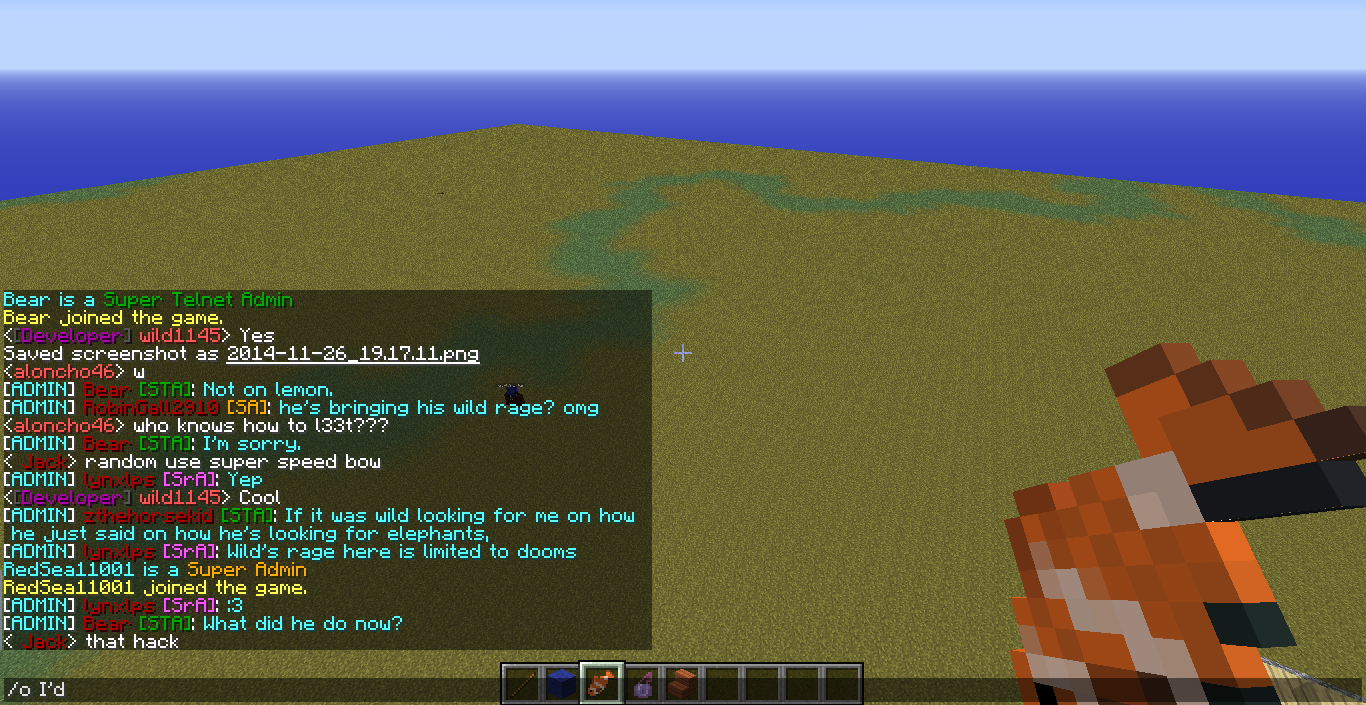 Bear is a Super Telnet Admin
Bear joined the game.
<[Developer] wild1145> Yes
Saved screenshot as 2014-11-26_19.17.11.png
<aloncho46> w
[ADMIN] Bear [STA]: Not on lemon.
[ADMIN] RobinGall2910 [SA]: he's bringing his wild rage? omg
<aloncho46> who knows how to l33t???
[ADMIN] Bear [STA]: I'm sorry.
< Jack> random use super speed bow
[ADMIN] lynxlps [SrA]: Yep
<[Developer] wild1145> Cool
[ADMIN] zthehorsekid [STA]: If it was wild looking for me on how
he just said on how he's looking for elephants,
[ADMIN] lynxlps [SrA]: Wild's rage here is limited to dooms
RedSea11001 is a Super Admin
RedSea11001 joined the game.
[ADMIN] lynxlps [SrA]: :3
[ADMIN] Bear [STA]: What did he do now?
< Jack> that hack
/o I'd